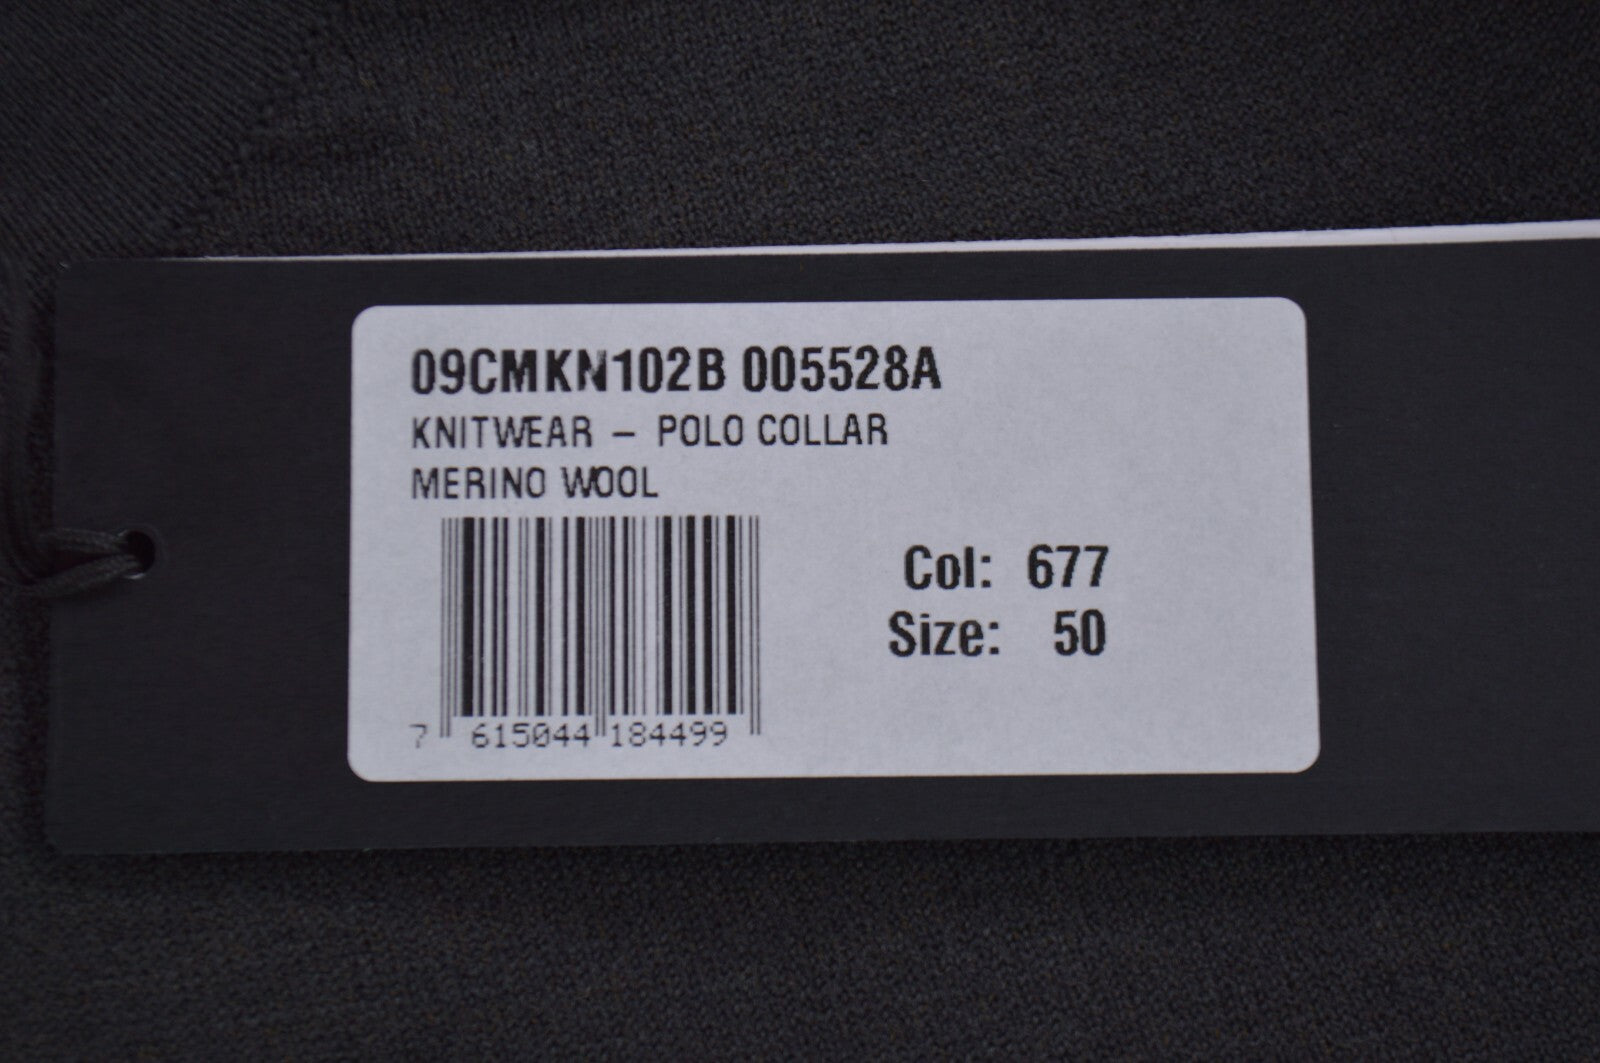 09CMKN102B 005528A
KNITWEAR – POLO COLLAR
MERINO WOOL
Col: 677
Size: 50
7 615044 184499